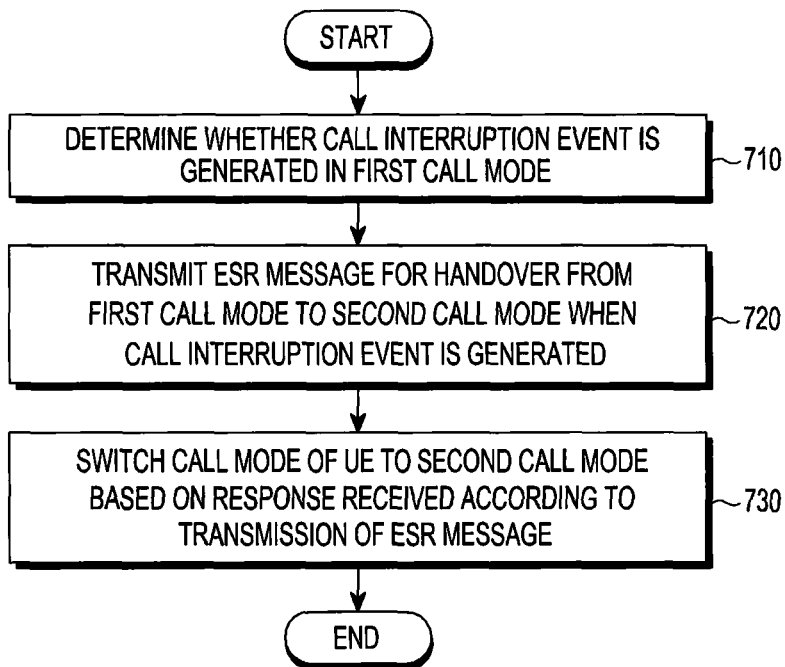 START
DETERMINE WHETHER CALL INTERRUPTION EVENT IS
GENERATED IN FIRST CALL MODE
710
TRANSMIT ESR MESSAGE FOR HANDOVER FROM
FIRST CALL MODE TO SECOND CALL MODE WHEN
CALL INTERRUPTION EVENT IS GENERATED
720
SWITCH CALL MODE OF UE TO SECOND CALL MODE
BASED ON RESPONSE RECEIVED ACCORDING TO
TRANSMISSION OF ESR MESSAGE
730
END